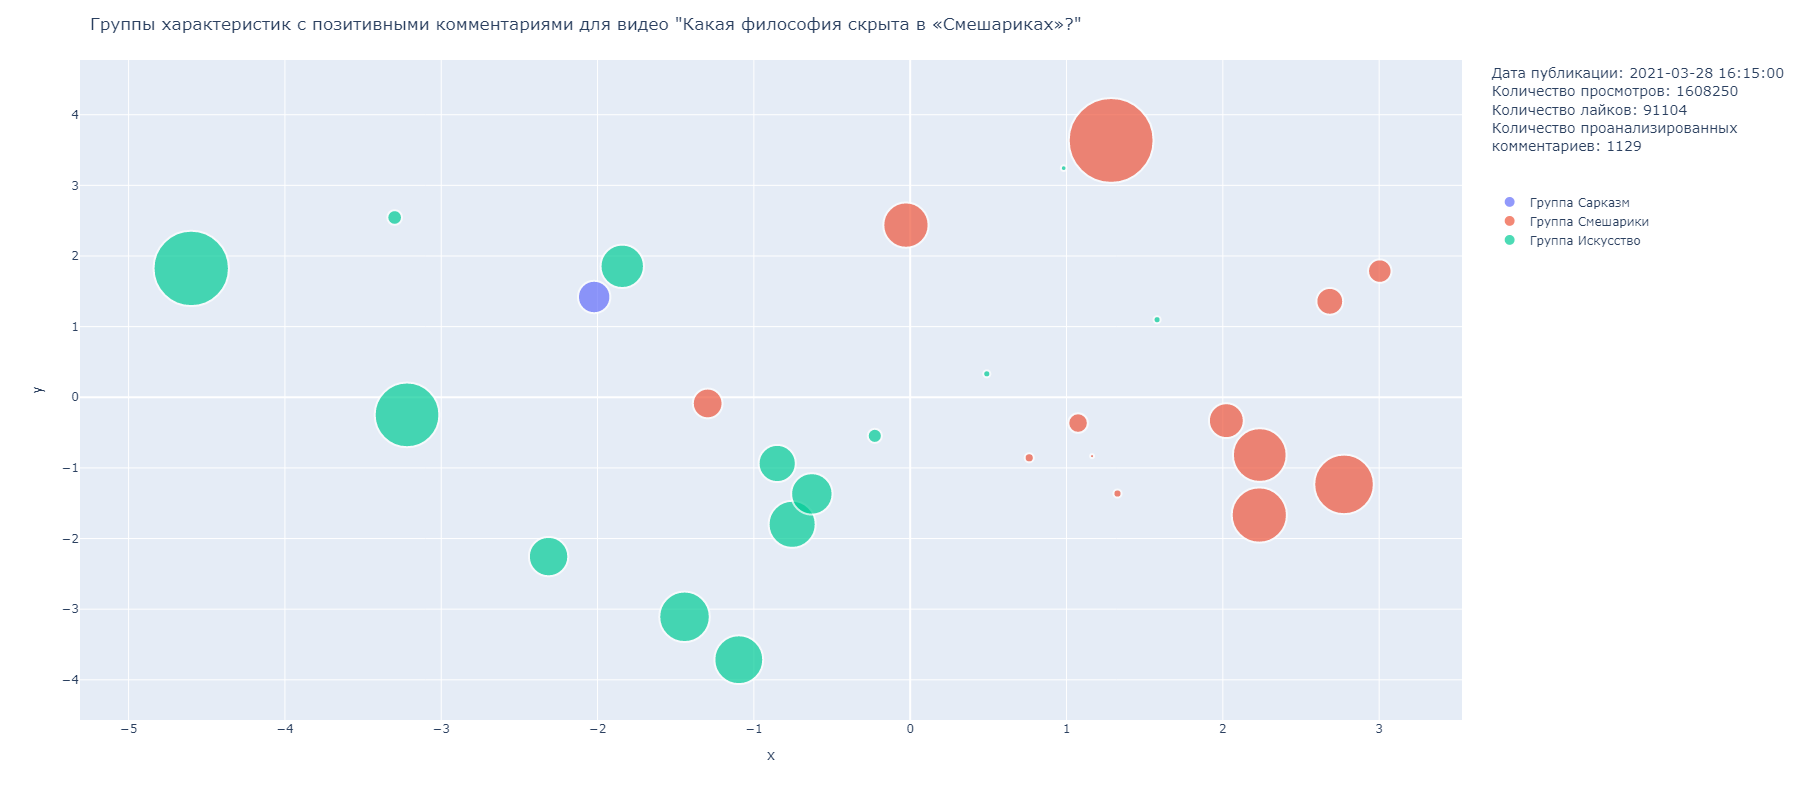 Группы характеристик с позитивными комментариями для видео "Какая философия скрыта в «Смешариках»?"
Дата публикации: 2021-03-28 16:15:00
Количество просмотров: 1608250
Количество лайков: 91104
Количество проанализированных
комментариев: 1129
Группа Сарказм
Группа Смешарики
Группа Искусство
4
3
2
1
0
−1
−2
−3
−4
y
−5 −4 −3 −2 −1 0 1 2 3
x